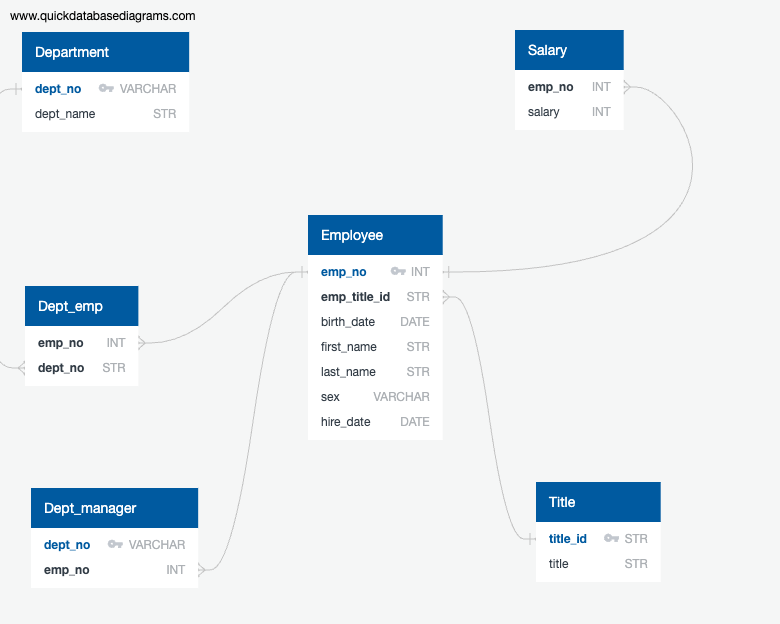 www.quickdatabasediagrams.com
Department
dept_no VARCHAR
dept_name STR
Salary
emp_no INT
salary INT
Employee
emp_no INT
emp_title_id STR
birth_date DATE
first_name STR
last_name STR
sex VARCHAR
hire_date DATE
Dept_emp
emp_no INT
dept_no STR
Dept_manager
dept_no VARCHAR
emp_no INT
Title
title_id STR
title STR